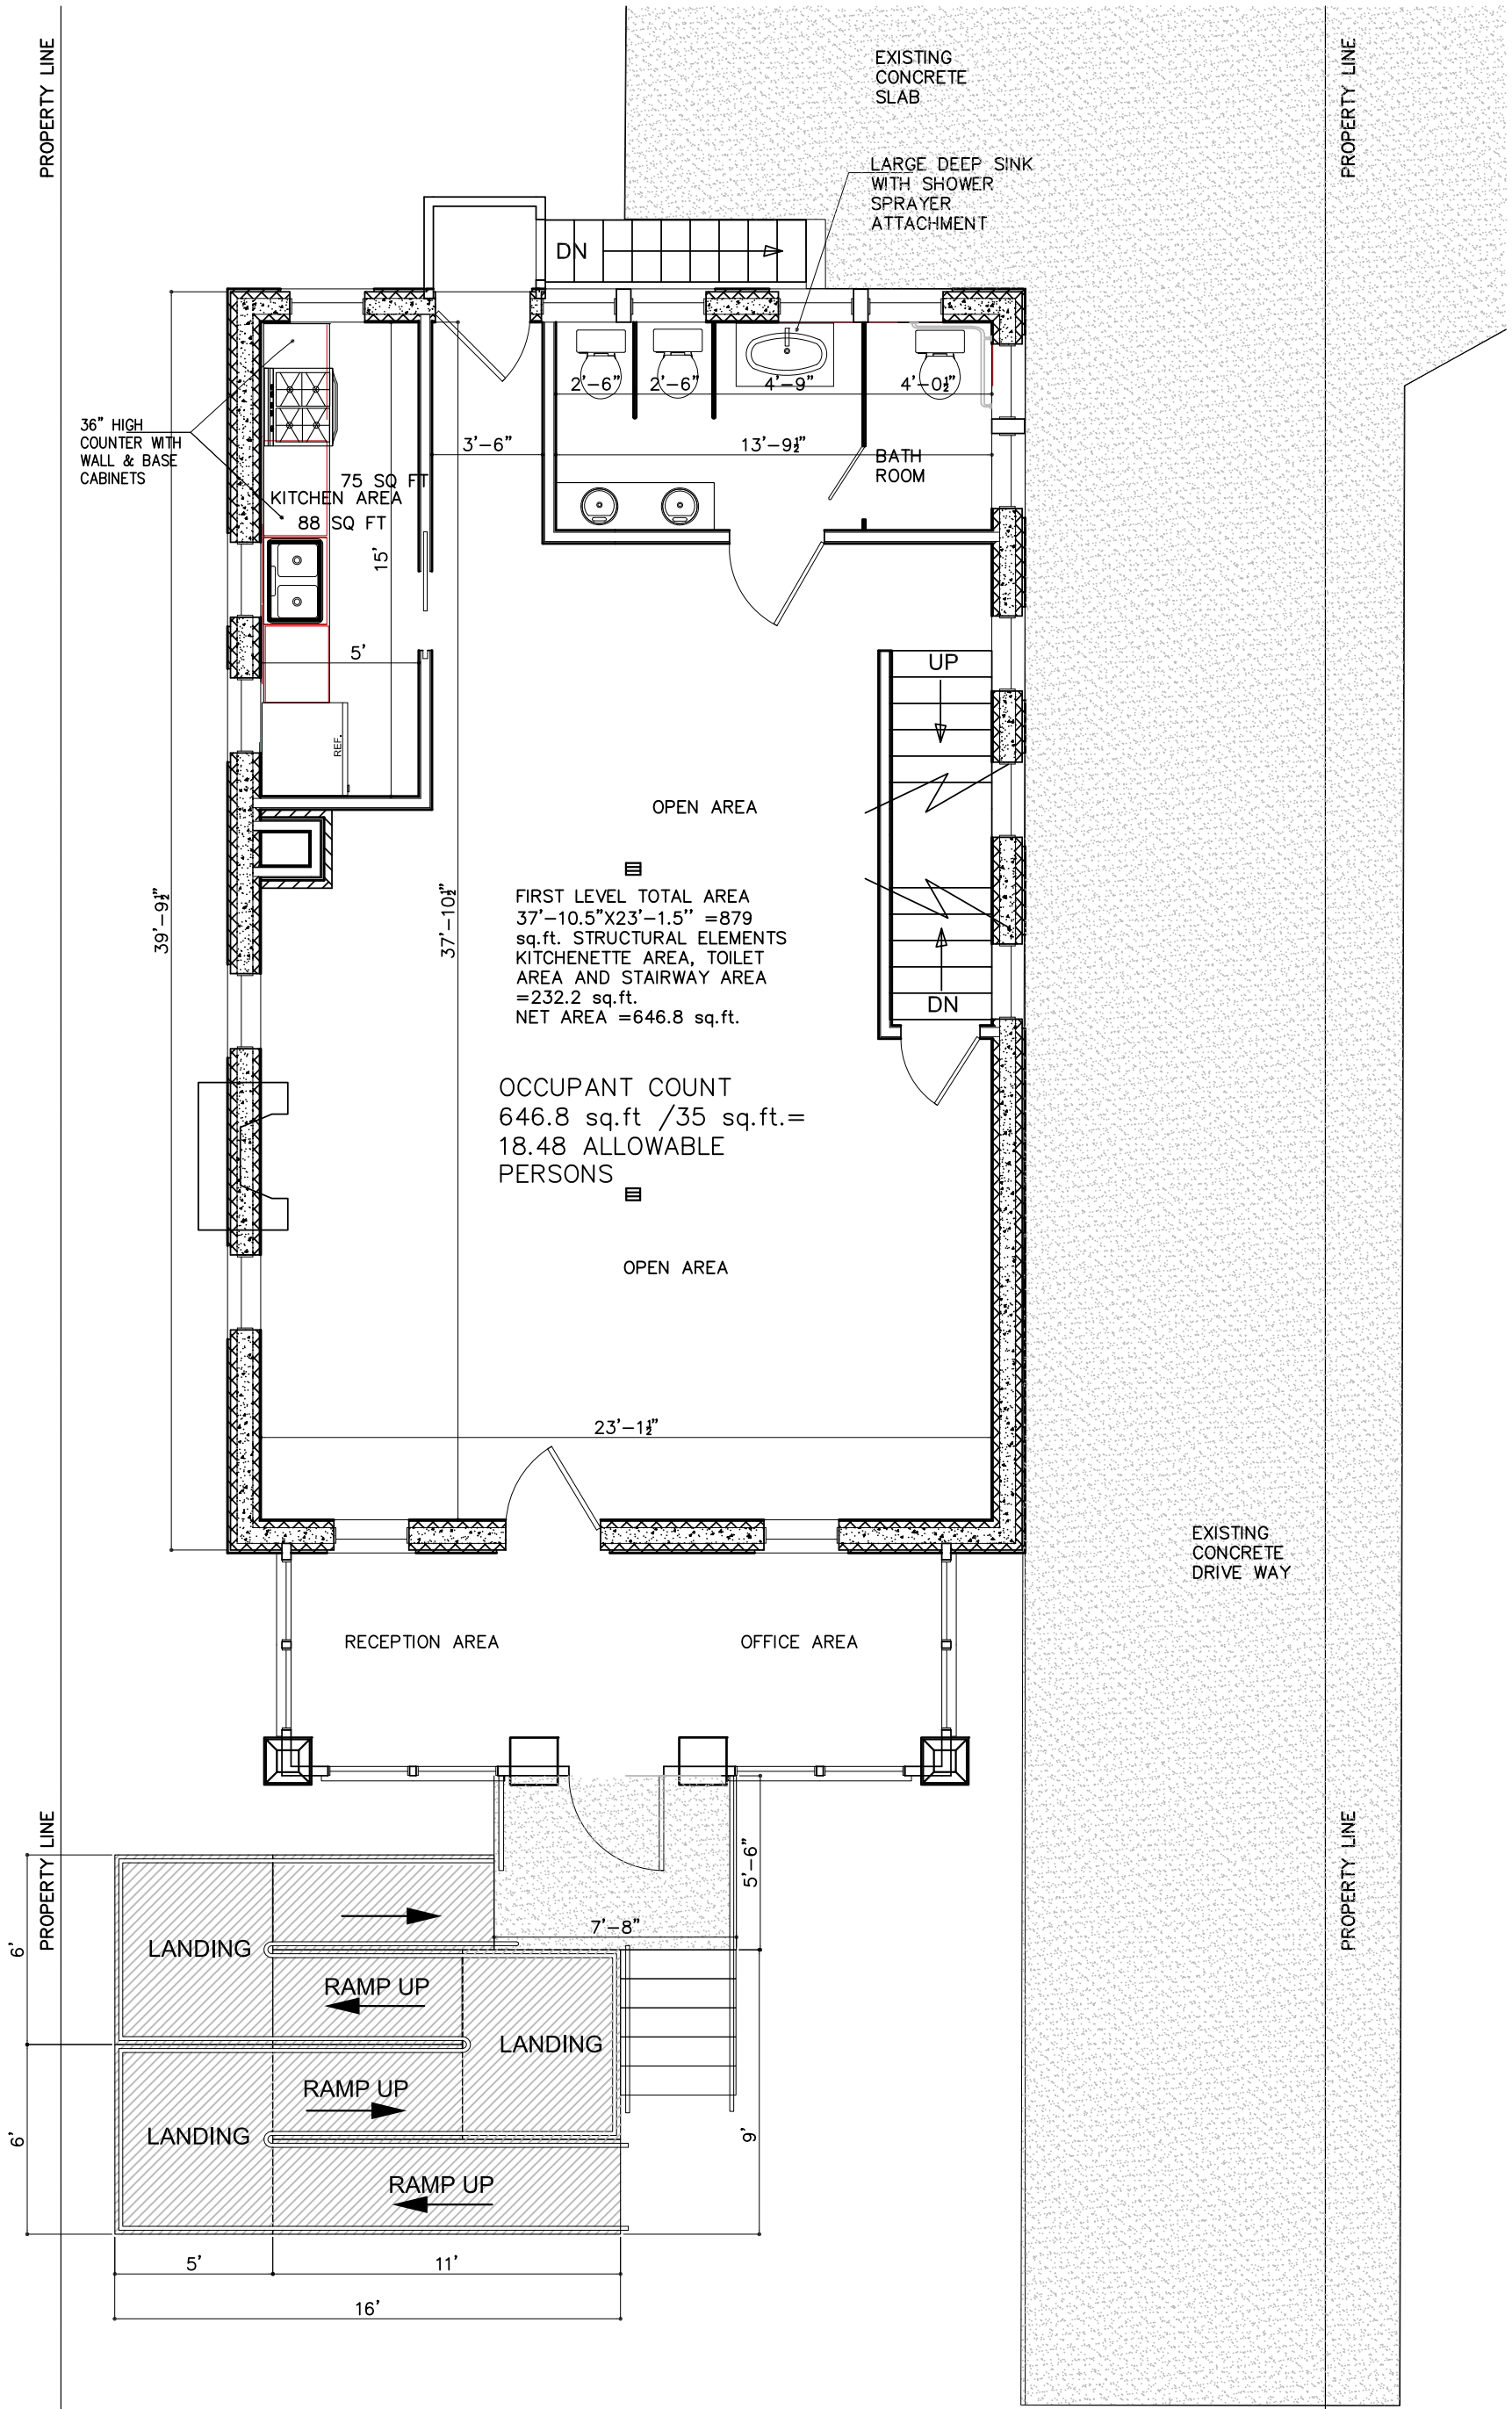 PROPERTY LINE
EXISTING
CONCRETE
SLAB
PROPERTY LINE
LARGE DEEP SINK
WITH SHOWER
SPRAYER
ATTACHMENT
DN
2'-6"
2'-6"
4'-9"
4'-0½"
36" HIGH
COUNTER WITH
WALL & BASE
CABINETS
3'-6"
13'-9½"
BATH
ROOM
75 SQ FT
KITCHEN AREA
88 SQ FT
15'
5'
UP
REF.
OPEN AREA
39'-9½"
37'-10½"
FIRST LEVEL TOTAL AREA
37'-10.5"X23'-1.5'' =879
sq.ft. STRUCTURAL ELEMENTS
KITCHENETTE AREA, TOILET
AREA AND STAIRWAY AREA
=232.2 sq.ft.
NET AREA =646.8 sq.ft.
DN
OCCUPANT COUNT
646.8 sq.ft /35 sq.ft.=
18.48 ALLOWABLE
PERSONS
OPEN AREA
23'-1½"
EXISTING
CONCRETE
DRIVE WAY
RECEPTION AREA
OFFICE AREA
PROPERTY LINE
PROPERTY LINE
5'-6"
7'-8"
6'
LANDING
RAMP UP
LANDING
RAMP UP
6'
LANDING
9'
RAMP UP
5'
11'
16'